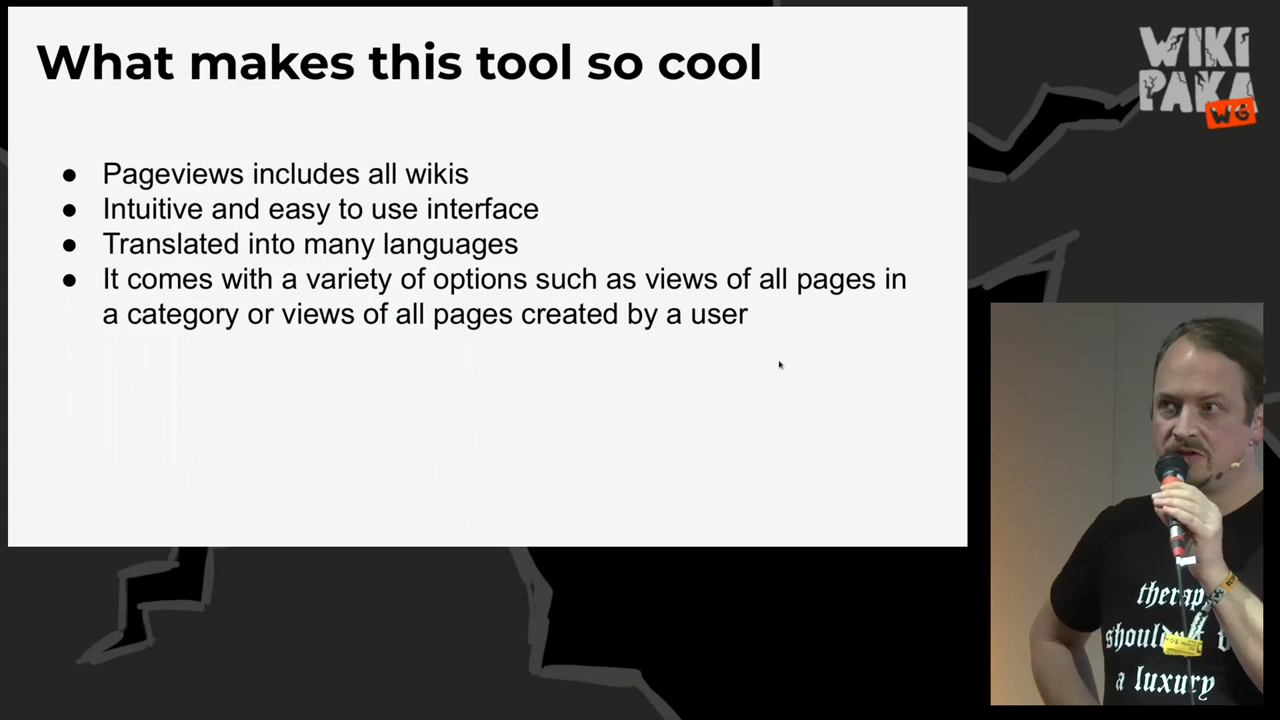 What makes this tool so cool
● Pageviews includes all wikis
● Intuitive and easy to use interface
● Translated into many languages
● It comes with a variety of options such as views of all pages in
a category or views of all pages created by a user
WIKI
PAKA
WG
therapy
shouldn't
a luxury